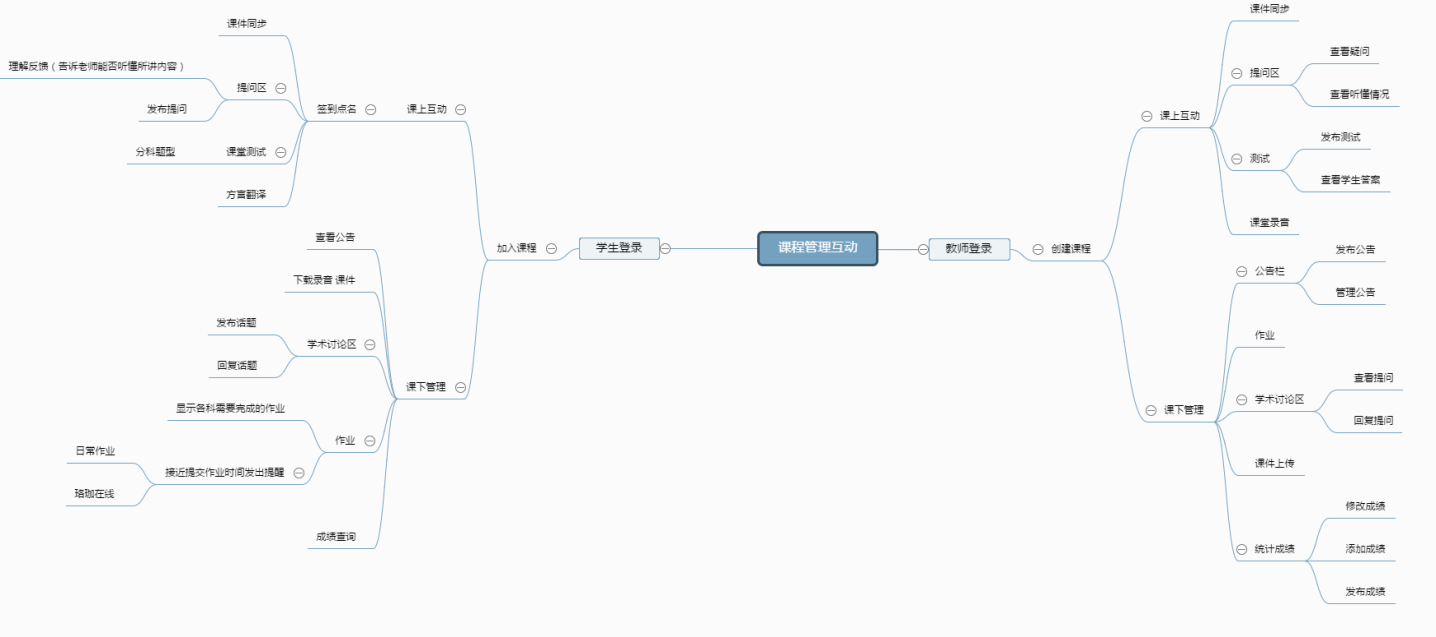 课程管理互动
学生登录
加入课程
课上互动
签到点名
课件同步
提问区
理解反馈（告诉老师能否听懂所讲内容）
发布提问
课堂测试
分科题型
方言翻译
课下管理
查看公告
下载录音 课件
学术讨论区
发布话题
回复话题
作业
显示各科需要完成的作业
接近提交作业时间发出提醒
日常作业
珞珈在线
成绩查询
教师登录
创建课程
课上互动
课件同步
提问区
查看疑问
查看听懂情况
测试
发布测试
查看学生答案
课堂录音
课下管理
公告栏
发布公告
管理公告
作业
学术讨论区
查看提问
回复提问
课件上传
统计成绩
修改成绩
添加成绩
发布成绩